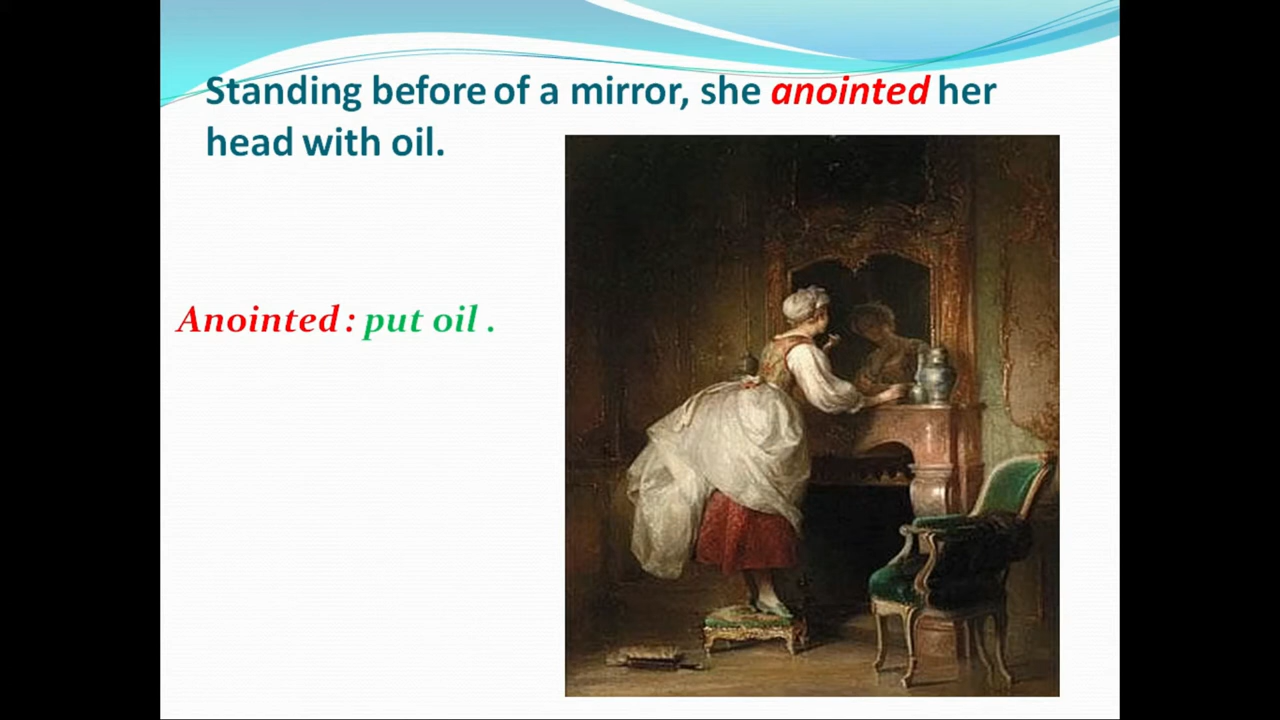 Standing before of a mirror, she anointed her
head with oil.
Anointed : put oil .